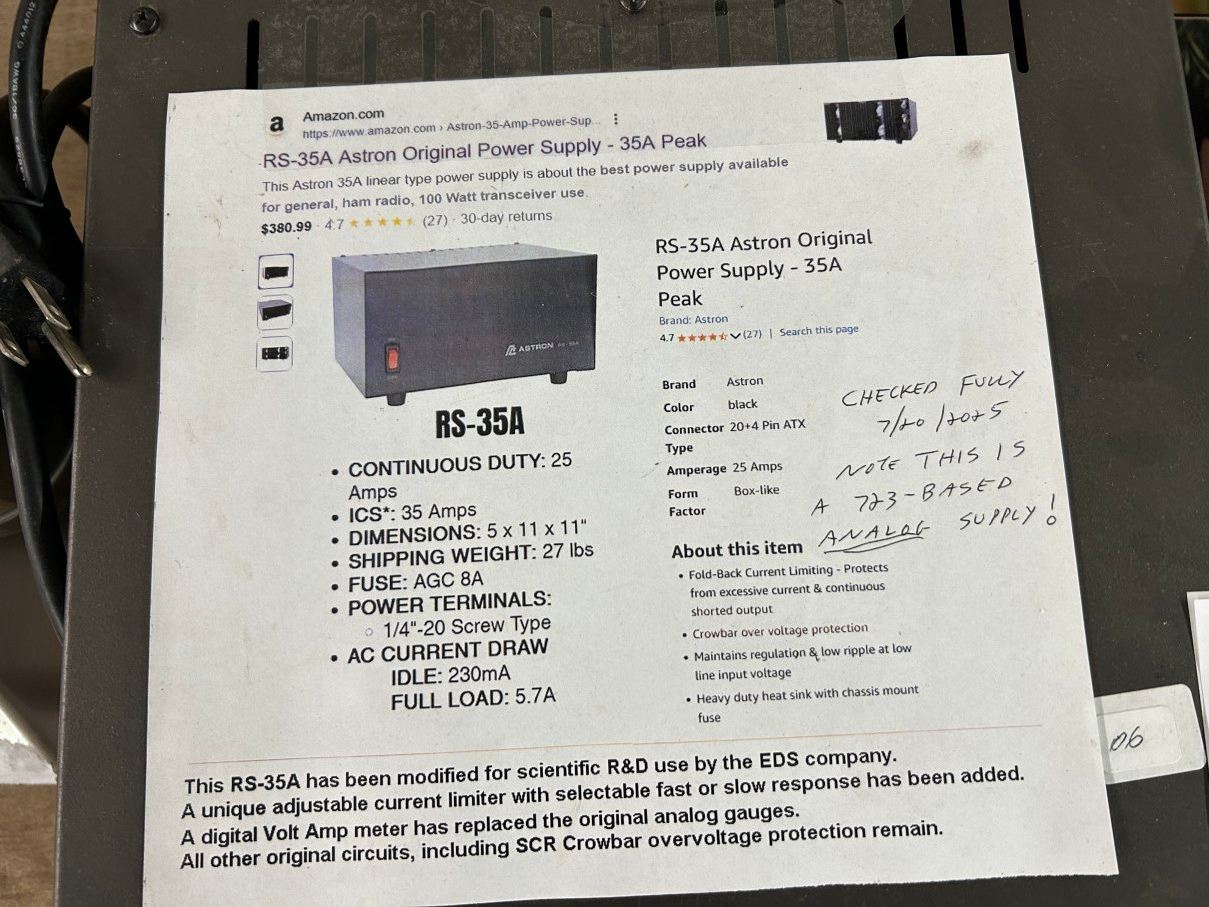 a Amazon.com
https://www.amazon.com › Astron-35-Amp-Power-Sup...
RS-35A Astron Original Power Supply - 35A Peak
This Astron 35A linear type power supply is about the best power supply available
for general, ham radio, 100 Watt transceiver use.
$380.99 · 4.7 ★★★★★ (27) · 30-day returns
ASTRON RS-35A
RS-35A
• CONTINUOUS DUTY: 25
Amps
• ICS*: 35 Amps
• DIMENSIONS: 5 x 11 x 11"
• SHIPPING WEIGHT: 27 lbs
• FUSE: AGC 8A
• POWER TERMINALS:
○ 1/4"-20 Screw Type
• AC CURRENT DRAW
IDLE: 230mA
FULL LOAD: 5.7A
RS-35A Astron Original
Power Supply - 35A
Peak
Brand: Astron
4.7 ★★★★★ (27) | Search this page
Brand Astron
Color black
Connector 20+4 Pin ATX
Type
Amperage 25 Amps
Form Box-like
Factor
CHECKED FULLY
7/20/2025
NOTE THIS IS
A 723-BASED
ANALOG SUPPLY!
About this item
• Fold-Back Current Limiting - Protects
from excessive current & continuous
shorted output
• Crowbar over voltage protection
• Maintains regulation & low ripple at low
line input voltage
• Heavy duty heat sink with chassis mount
fuse
06
This RS-35A has been modified for scientific R&D use by the EDS company.
A unique adjustable current limiter with selectable fast or slow response has been added.
A digital Volt Amp meter has replaced the original analog gauges.
All other original circuits, including SCR Crowbar overvoltage protection remain.